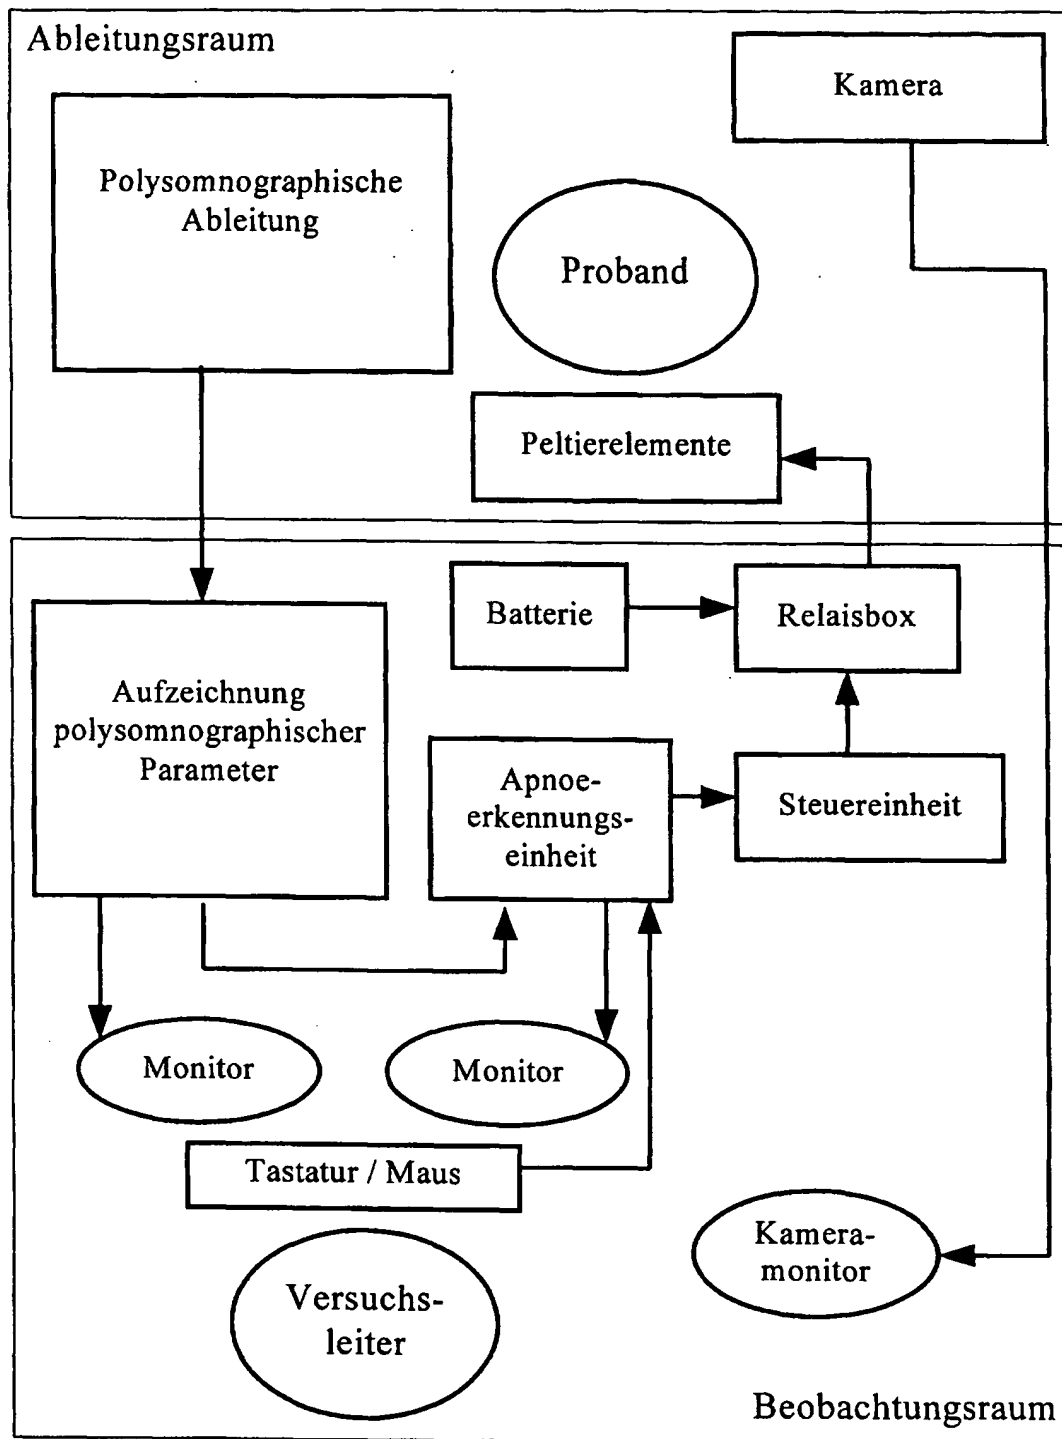 Ableitungsraum
Kamera
Polysomnographische
Ableitung
Proband
Peltierelemente
Batterie
Relaisbox
Aufzeichnung
polysomnographischer
Parameter
Apnoe-
erkennungs-
einheit
Steuereinheit
Monitor
Monitor
Tastatur / Maus
Kamera-
monitor
Versuchs-
leiter
Beobachtungsraum